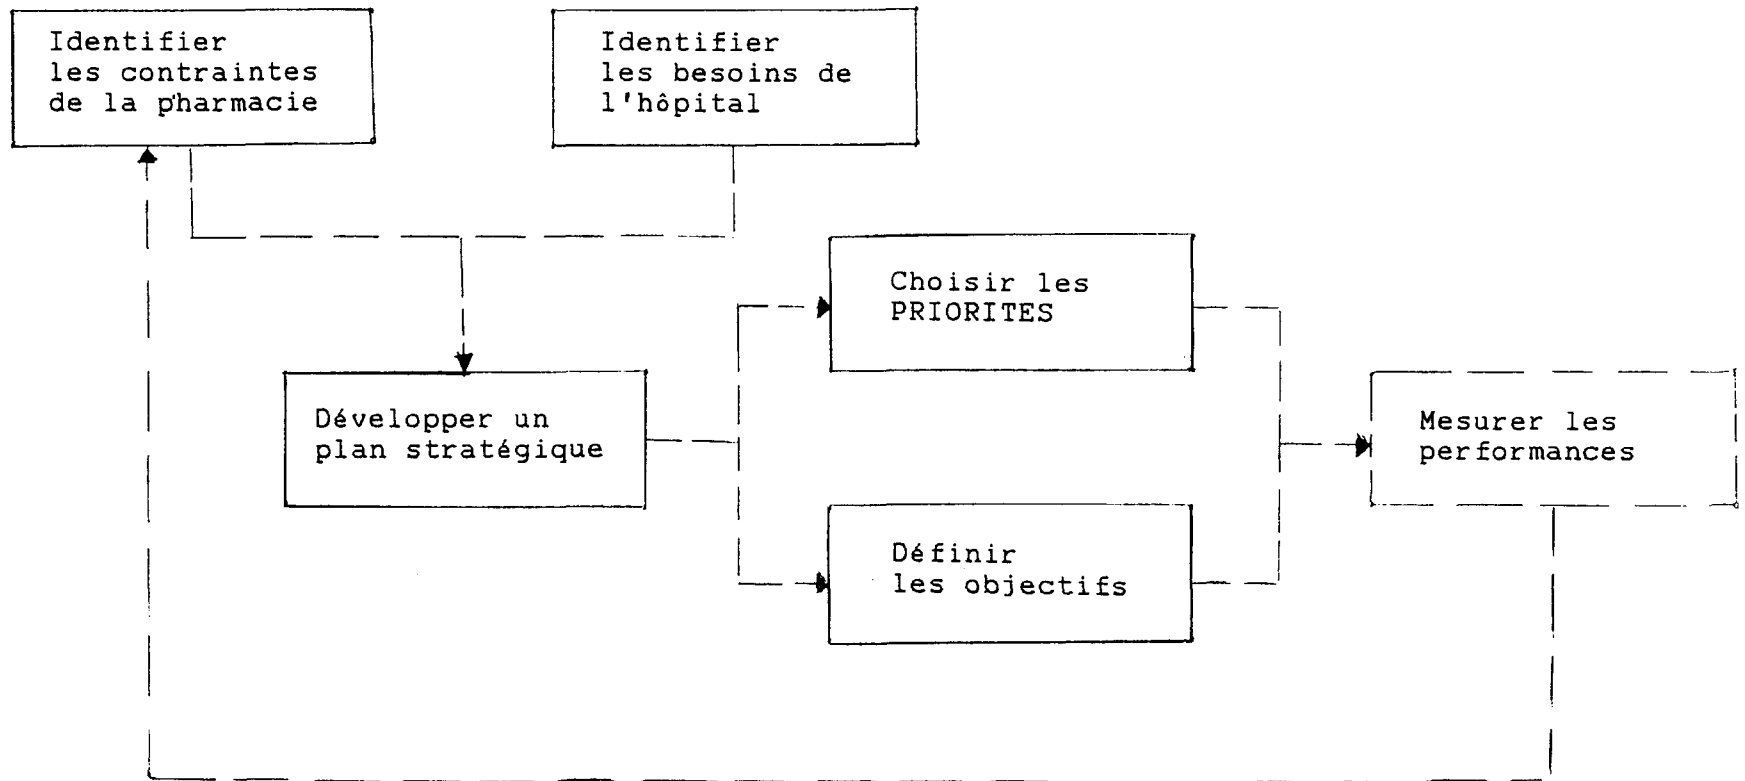 Identifier
les contraintes
de la pharmacie
Identifier
les besoins de
l'hôpital
Choisir les
PRIORITES
Développer un
plan stratégique
Mesurer les
performances
Définir
les objectifs